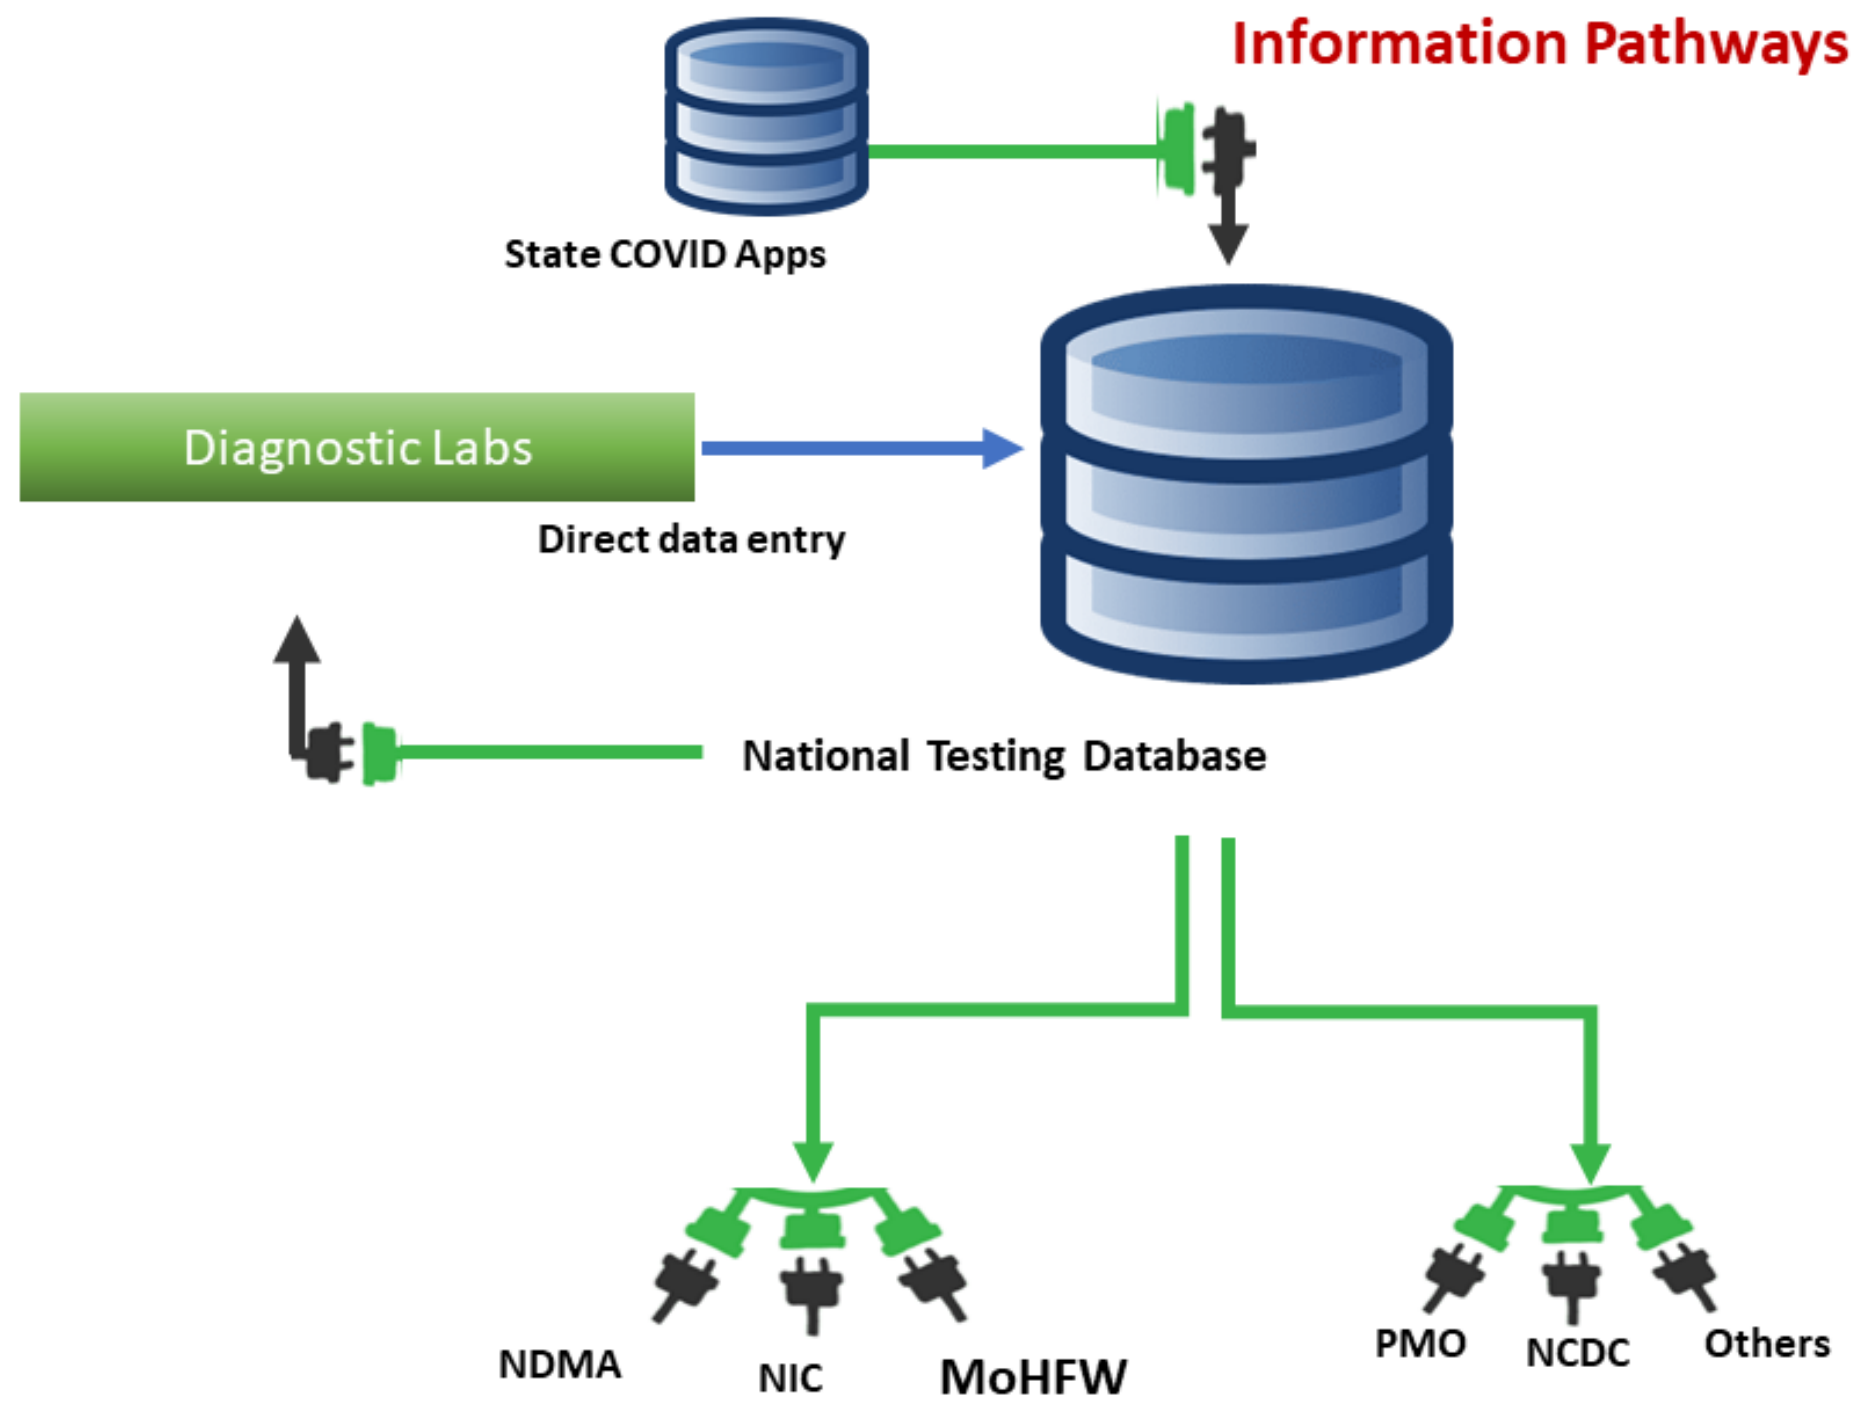 Information Pathways
State COVID Apps
Diagnostic Labs
Direct data entry
National Testing Database
NDMA
NIC
MoHFW
PMO
NCDC
Others